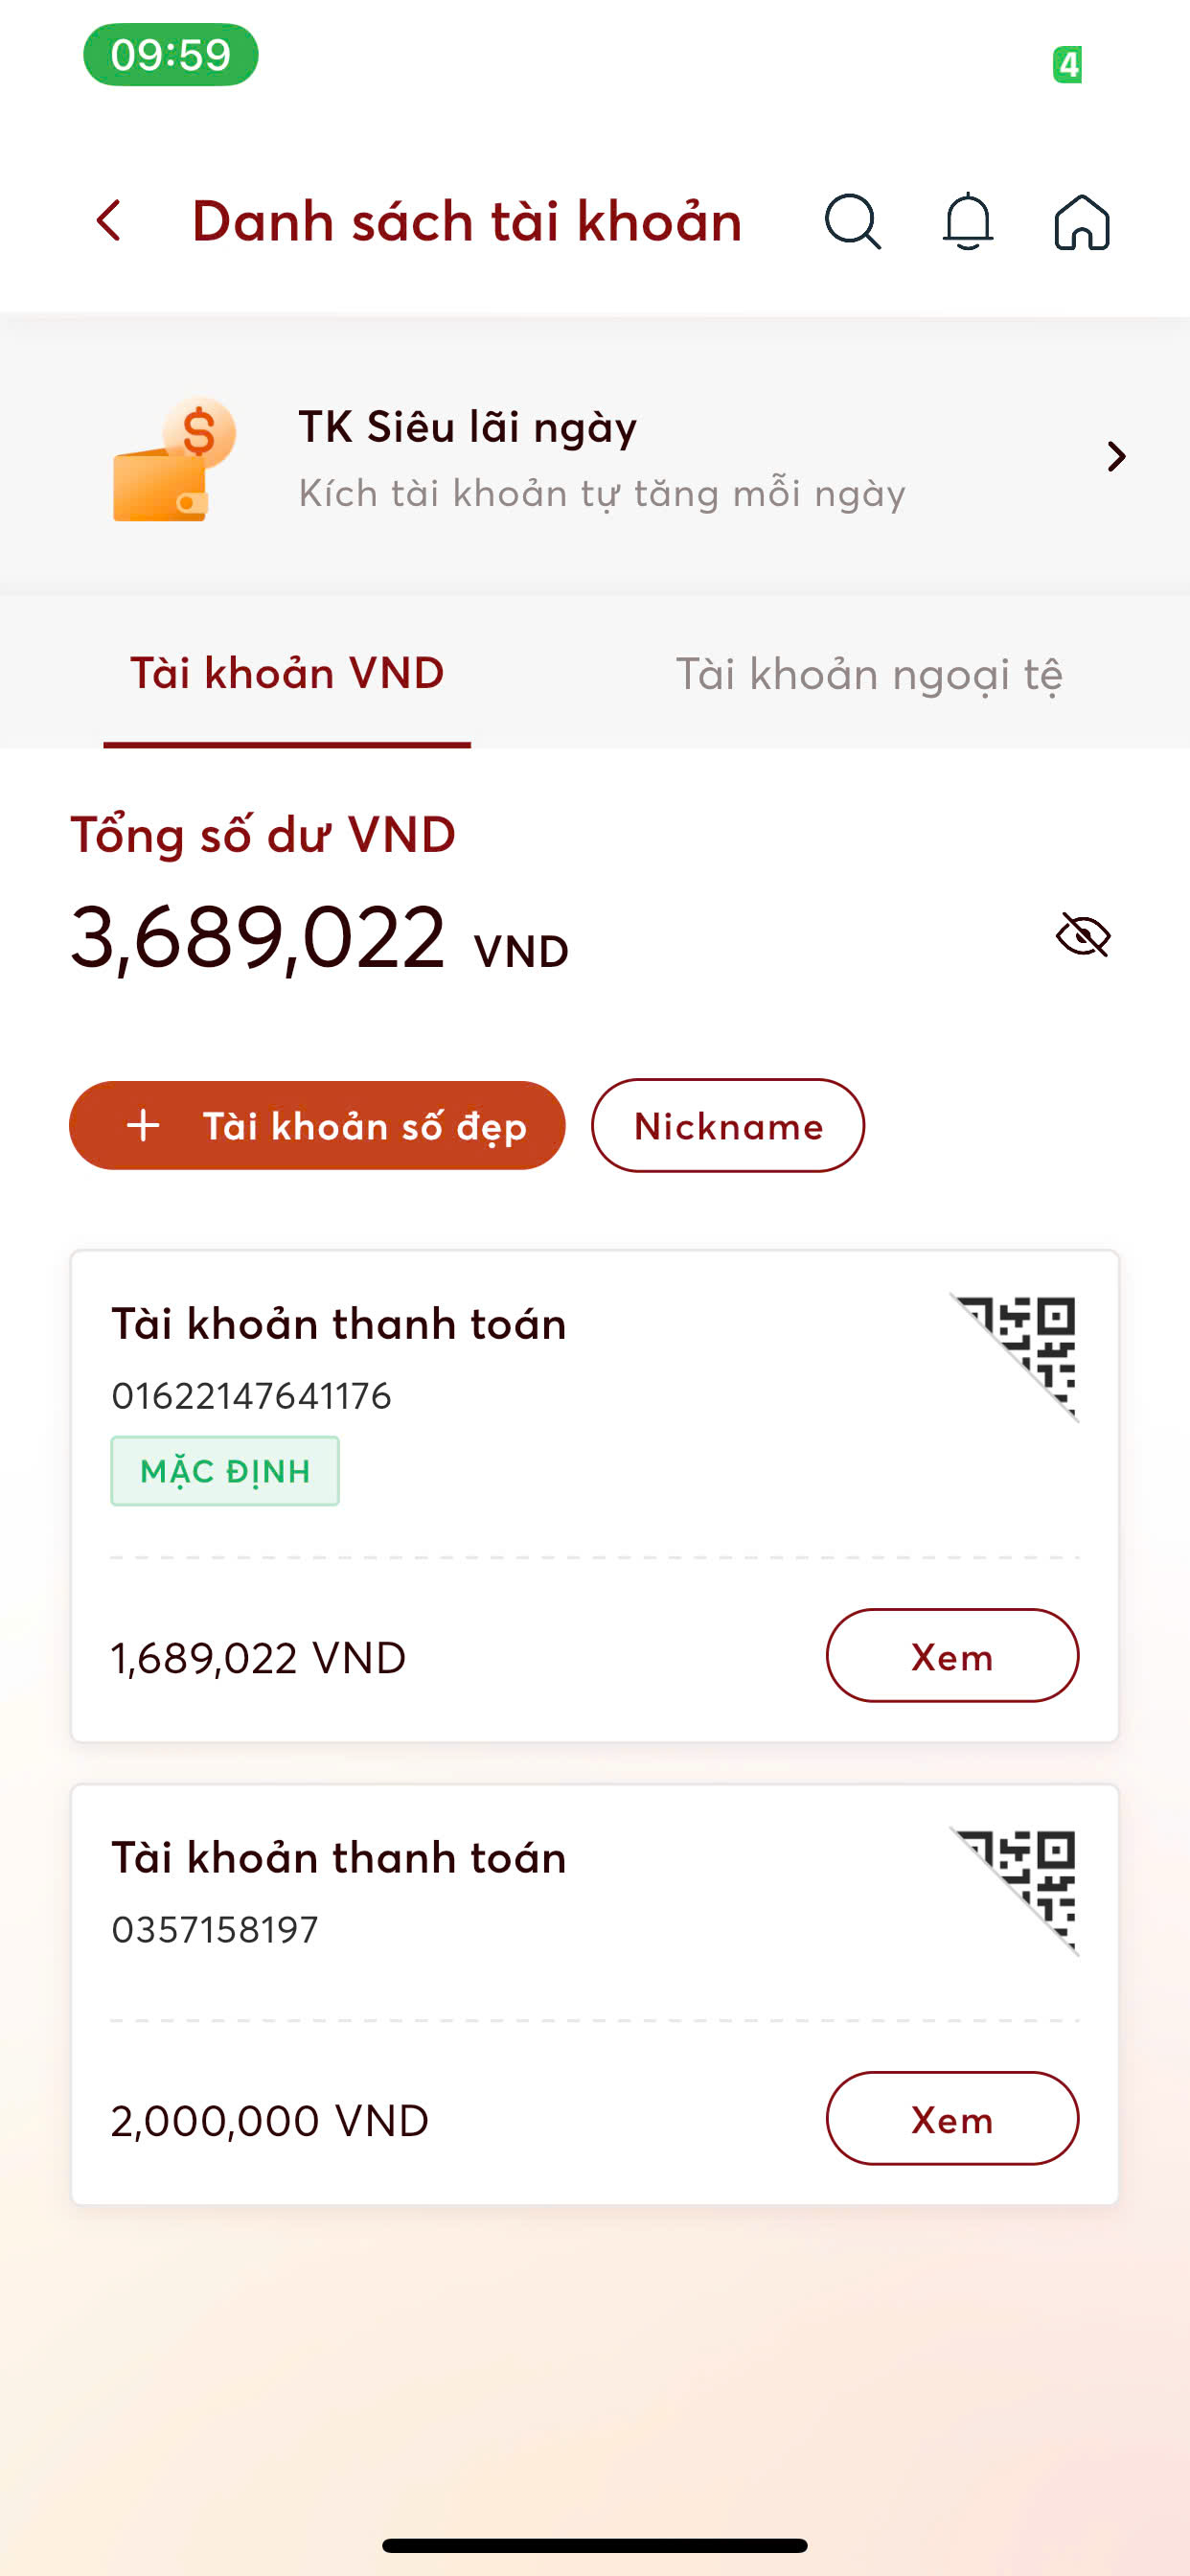 09:59
4
Danh sách tài khoản
TK Siêu lãi ngày
Kích tài khoản tự tăng mỗi ngày
Tài khoản VND
Tài khoản ngoại tệ
Tổng số dư VND
3,689,022 VND
+ Tài khoản số đẹp
Nickname
Tài khoản thanh toán
01622147641176
MẶC ĐỊNH
1,689,022 VND
Xem
Tài khoản thanh toán
0357158197
2,000,000 VND
Xem